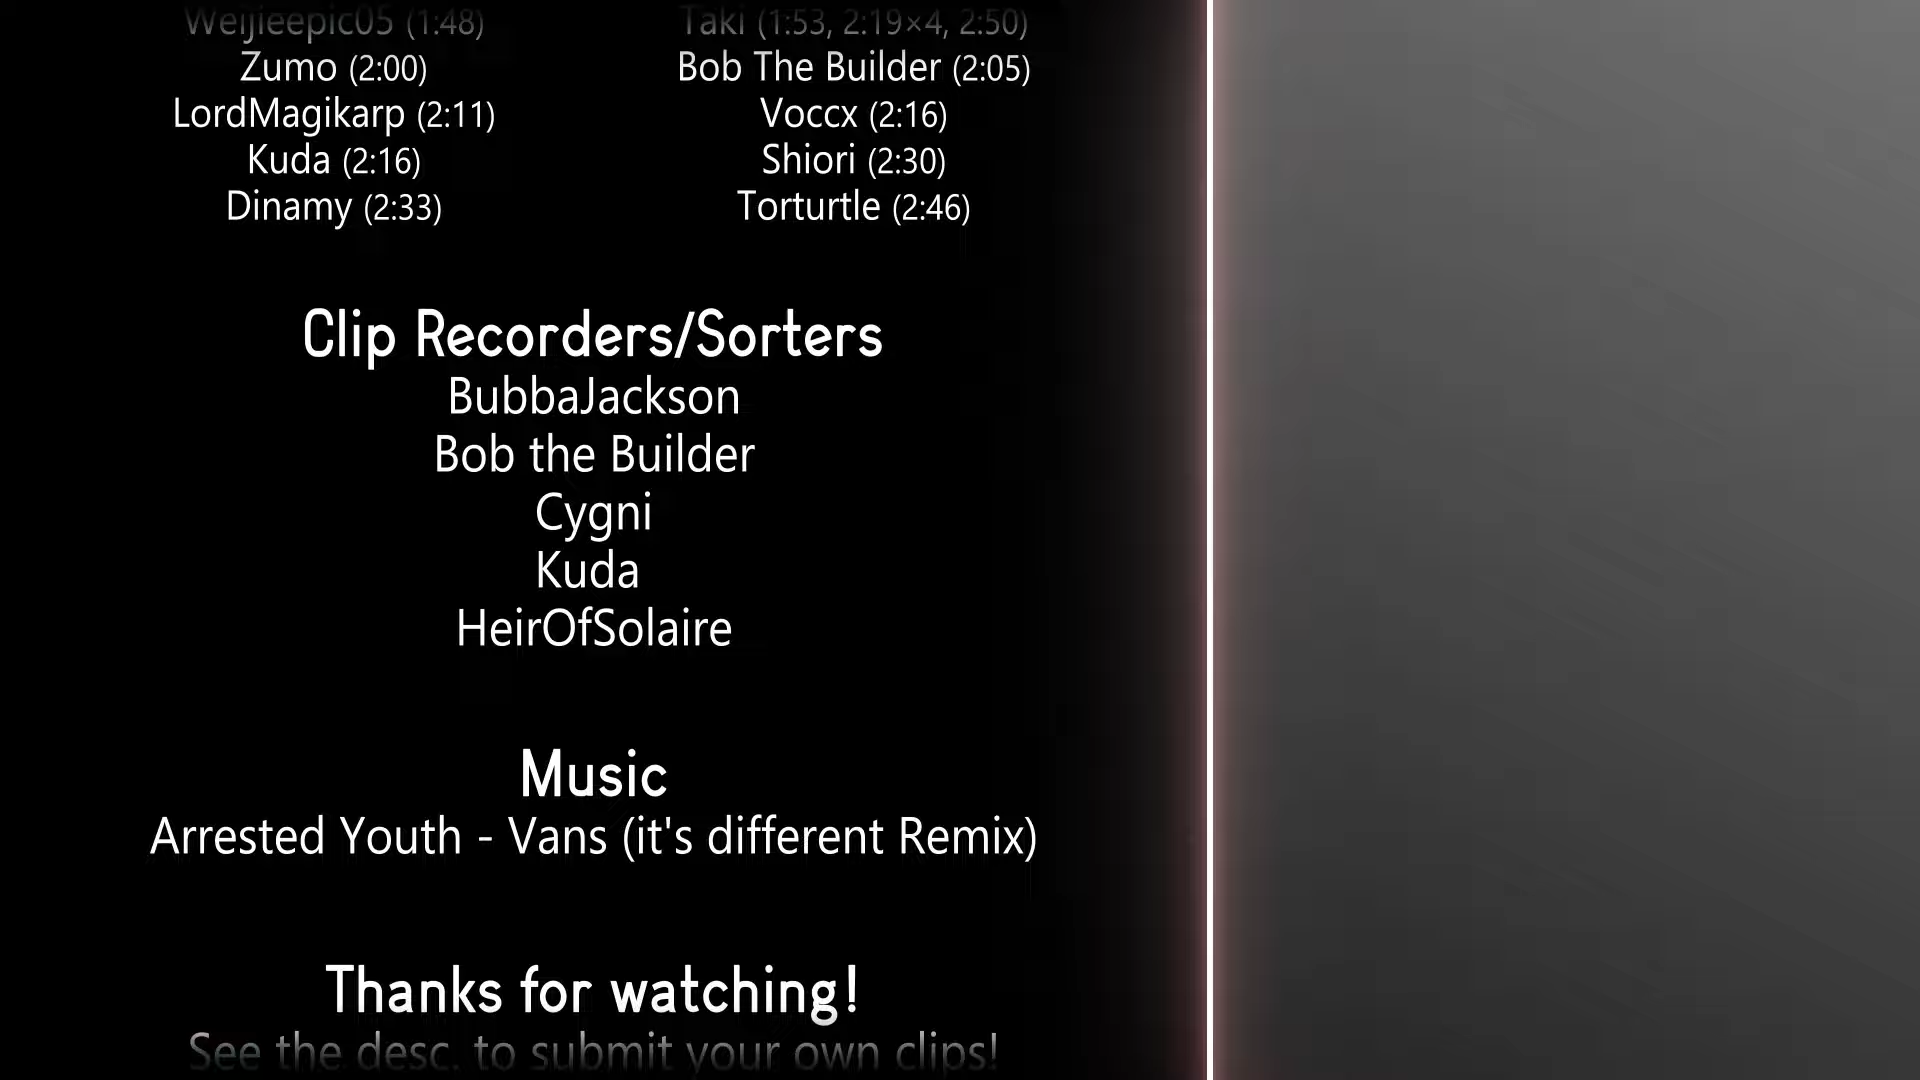 Weijieepic05 (1:48) Taki (1:53, 2:19×4, 2:50)
Zumo (2:00) Bob The Builder (2:05)
LordMagikarp (2:11) Voccx (2:16)
Kuda (2:16) Shiori (2:30)
Dinamy (2:33) Torturtle (2:46)
Clip Recorders/Sorters
BubbaJackson
Bob the Builder
Cygni
Kuda
HeirOfSolaire
Music
Arrested Youth - Vans (it's different Remix)
Thanks for watching!
See the desc. to submit your own clips!